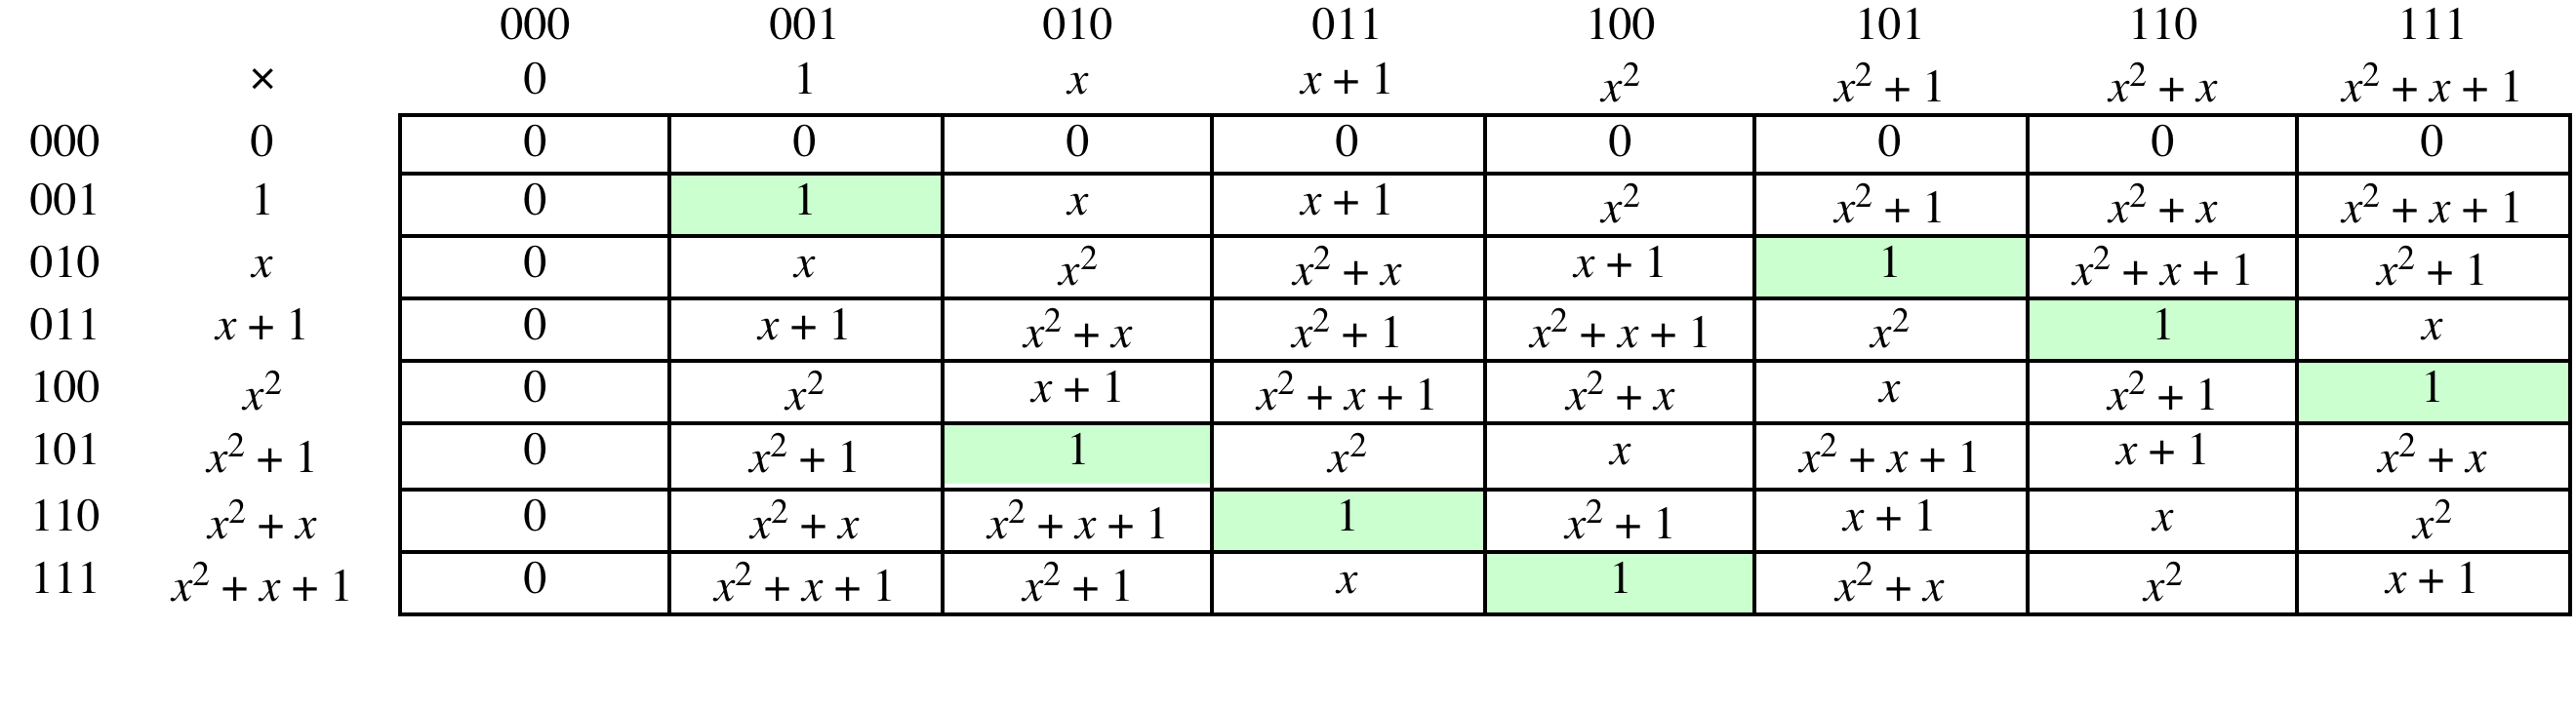 000 001 010 011 100 101 110 111
× 0 1 x x + 1 x² x² + 1 x² + x x² + x + 1
000 0 0 0 0 0 0 0 0 0
001 1 0 1 x x + 1 x² x² + 1 x² + x x² + x + 1
010 x 0 x x² x² + x x + 1 1 x² + x + 1 x² + 1
011 x + 1 0 x + 1 x² + x x² + 1 x² + x + 1 x² 1 x
100 x² 0 x² x + 1 x² + x + 1 x² + x x x² + 1 1
101 x² + 1 0 x² + 1 1 x² x x² + x + 1 x + 1 x² + x
110 x² + x 0 x² + x x² + x + 1 1 x² + 1 x + 1 x x²
111 x² + x + 1 0 x² + x + 1 x² + 1 x 1 x² + x x² x + 1